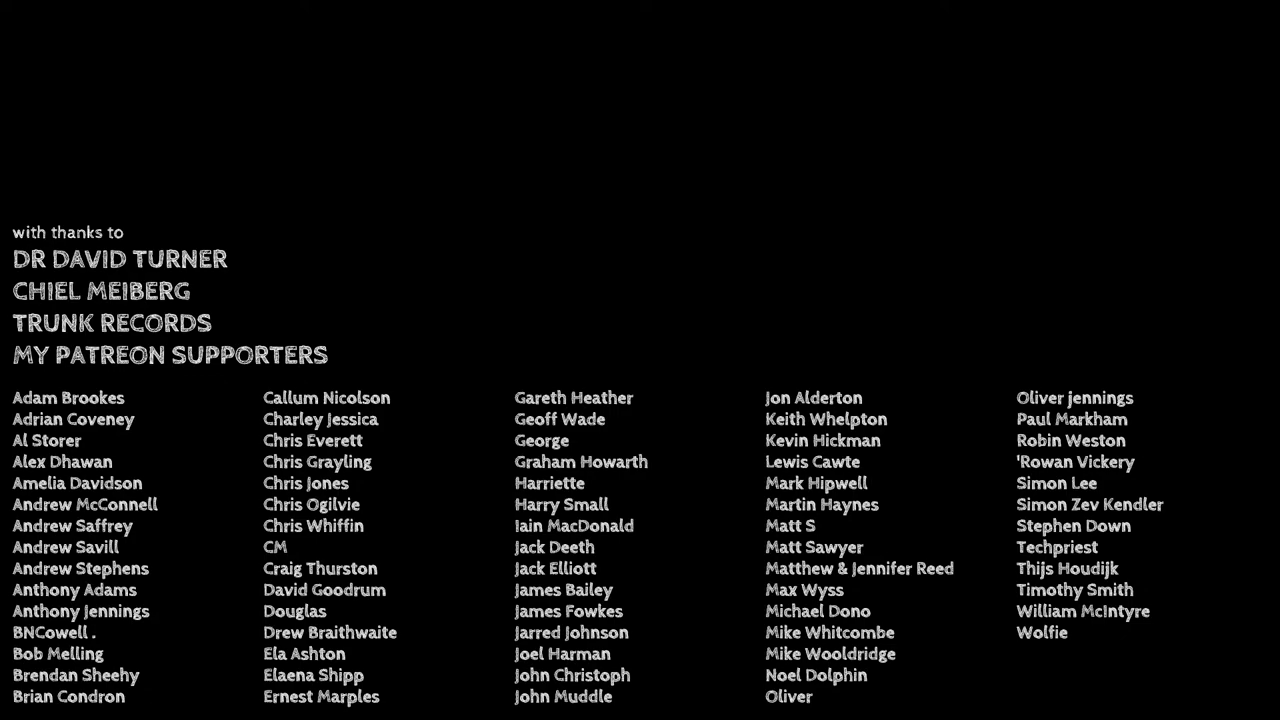 with thanks to
DR DAVID TURNER
CHIEL MEIBERG
TRUNK RECORDS
MY PATREON SUPPORTERS
Adam Brookes
Adrian Coveney
Al Storer
Alex Dhawan
Amelia Davidson
Andrew McConnell
Andrew Saffrey
Andrew Savill
Andrew Stephens
Anthony Adams
Anthony Jennings
BNCowell .
Bob Melling
Brendan Sheehy
Brian Condron
Callum Nicolson
Charley Jessica
Chris Everett
Chris Grayling
Chris Jones
Chris Ogilvie
Chris Whiffin
CM
Craig Thurston
David Goodrum
Douglas
Drew Braithwaite
Ela Ashton
Elaena Shipp
Ernest Marples
Gareth Heather
Geoff Wade
George
Graham Howarth
Harriette
Harry Small
Iain MacDonald
Jack Deeth
Jack Elliott
James Bailey
James Fowkes
Jarred Johnson
Joel Harman
John Christoph
John Muddle
Jon Alderton
Keith Whelpton
Kevin Hickman
Lewis Cawte
Mark Hipwell
Martin Haynes
Matt S
Matt Sawyer
Matthew & Jennifer Reed
Max Wyss
Michael Dono
Mike Whitcombe
Mike Wooldridge
Noel Dolphin
Oliver
Oliver jennings
Paul Markham
Robin Weston
'Rowan Vickery
Simon Lee
Simon Zev Kendler
Stephen Down
Techpriest
Thijs Houdijk
Timothy Smith
William McIntyre
Wolfie